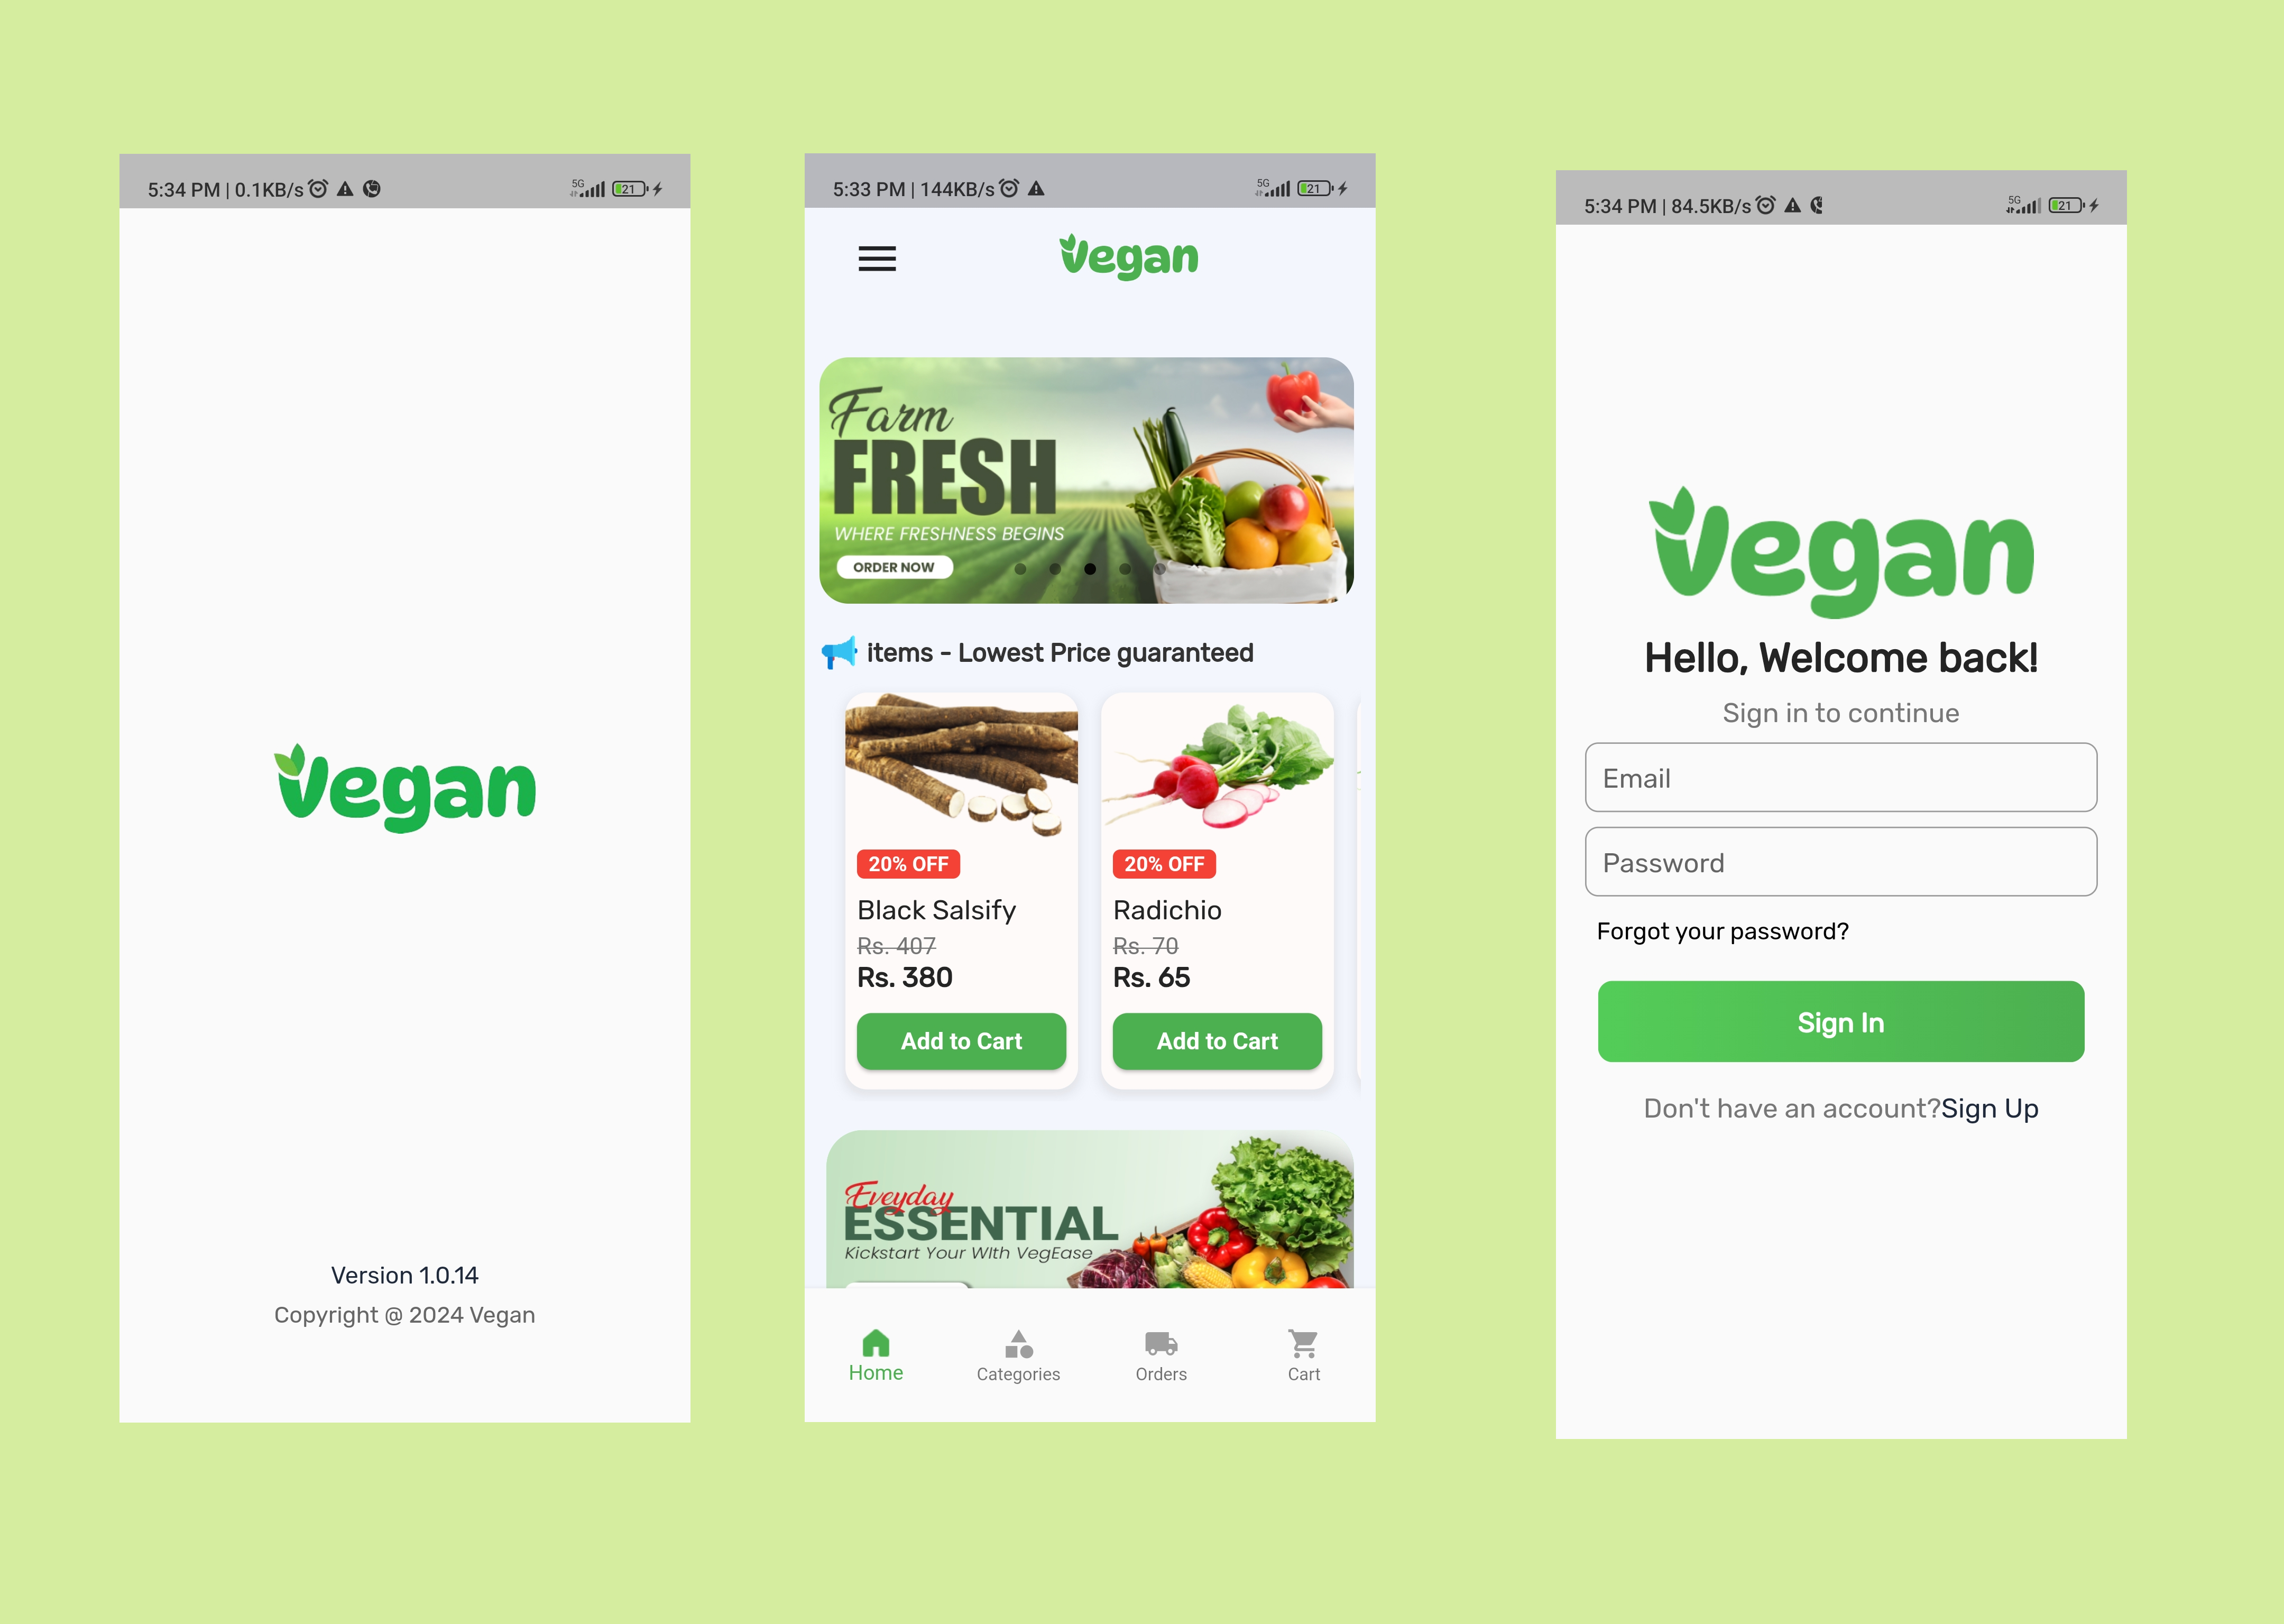 5:34 PM | 0.1KB/s
5G
21
Vegan
Version 1.0.14
Copyright @ 2024 Vegan
5:33 PM | 144KB/s
5G
21
Vegan
Farm
FRESH
WHERE FRESHNESS BEGINS
ORDER NOW
items - Lowest Price guaranteed
20% OFF
Black Salsify
Rs. 407
Rs. 380
Add to Cart
20% OFF
Radichio
Rs. 70
Rs. 65
Add to Cart
Eveyday
ESSENTIAL
Kickstart Your WIth VegEase
Home
Categories
Orders
Cart
5:34 PM | 84.5KB/s
5G
21
Vegan
Hello, Welcome back!
Sign in to continue
Email
Password
Forgot your password?
Sign In
Don't have an account?Sign Up